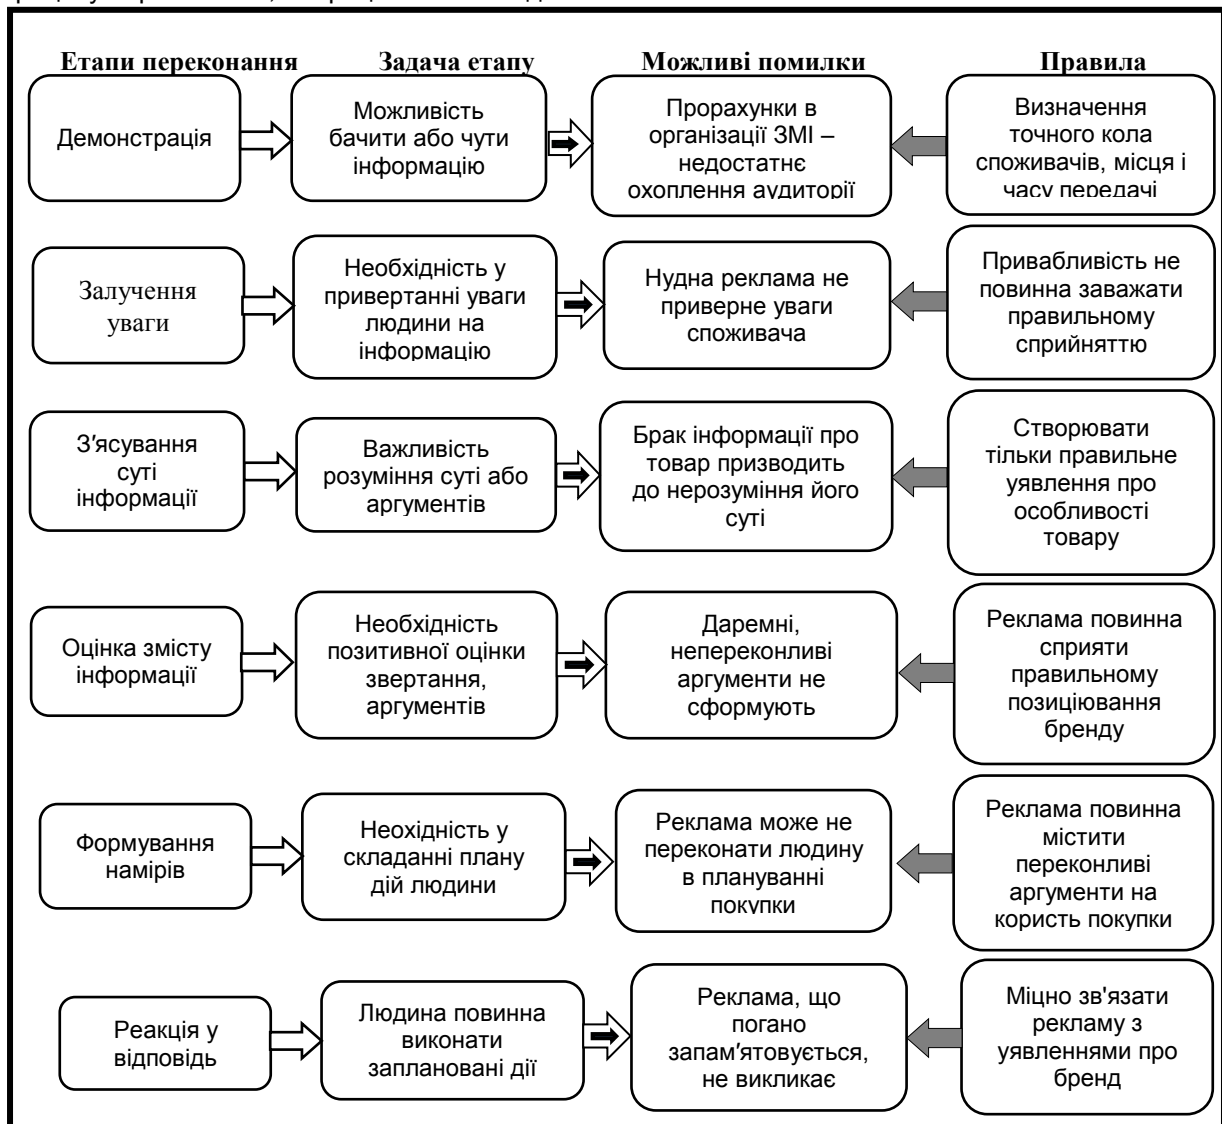 Етапи переконання
Задача етапу
Можливі помилки
Правила
Демонстрація
Можливість
бачити або чути
інформацію
Прорахунки в
організації ЗМІ –
недостатнє
охоплення аудиторії
Визначення
точного кола
споживачів, місця і
часу передачі
Залучення
уваги
Необхідність у
привертанні уваги
людини на
інформацію
Нудна реклама не
приверне уваги
споживача
Привабливість не
повинна заважати
правильному
сприйняттю
З'ясування
суті
інформації
Важливість
розуміння суті або
аргументів
Брак інформації про
товар призводить
до нерозуміння його
суті
Створювати
тільки правильне
уявлення про
особливості
товару
Оцінка змісту
інформації
Необхідність
позитивної оцінки
звертання,
аргументів
Даремні,
непереконливі
аргументи не
сформують
Реклама повинна
сприяти
правильному
позиціювання
бренду
Формування
намірів
Неохідність у
складанні плану
дій людини
Реклама може не
переконати людину
в плануванні
покупки
Реклама повинна
містити
переконливі
аргументи на
користь покупки
Реакція у
відповідь
Людина повинна
виконати
заплановані дії
Реклама, що
погано
запам'ятовується,
не викликає
Міцно зв'язати
рекламу з
уявленнями про
бренд